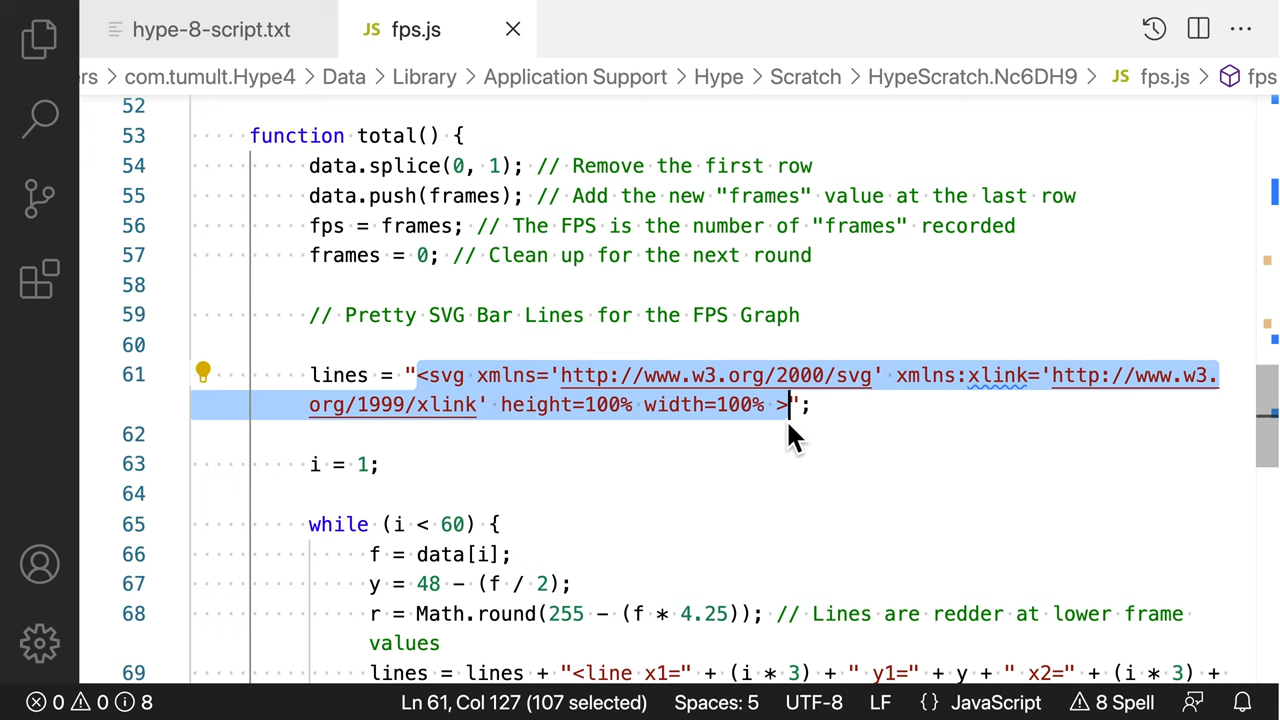 hype-8-script.txt
JS fps.js
ers > com.tumult.Hype4 > Data > Library > Application Support > Hype > Scratch > HypeScratch.Nc6DH9 > JS fps.js > fps
52
53 function total() {
54 data.splice(0, 1); // Remove the first row
55 data.push(frames); // Add the new "frames" value at the last row
56 fps = frames; // The FPS is the number of "frames" recorded
57 frames = 0; // Clean up for the next round
58
59 // Pretty SVG Bar Lines for the FPS Graph
60
61 lines = "<svg xmlns='http://www.w3.org/2000/svg' xmlns:xlink='http://www.w3.
org/1999/xlink' height=100% width=100% >";
62
63 i = 1;
64
65 while (i < 60) {
66 f = data[i];
67 y = 48 - (f / 2);
68 r = Math.round(255 - (f * 4.25)); // Lines are redder at lower frame
values
69 lines = lines + "<line x1=" + (i * 3) + " y1=" + y + " x2=" + (i * 3) +
0 0 8 Ln 61, Col 127 (107 selected) Spaces: 5 UTF-8 LF {} JavaScript 8 Spell